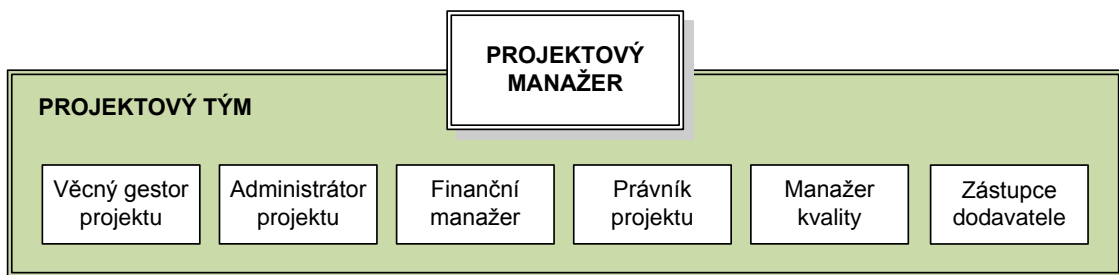 PROJEKTOVÝ
MANAŽER
PROJEKTOVÝ TÝM
Věcný gestor
projektu
Administrátor
projektu
Finanční
manažer
Právník
projektu
Manažer
kvality
Zástupce
dodavatele